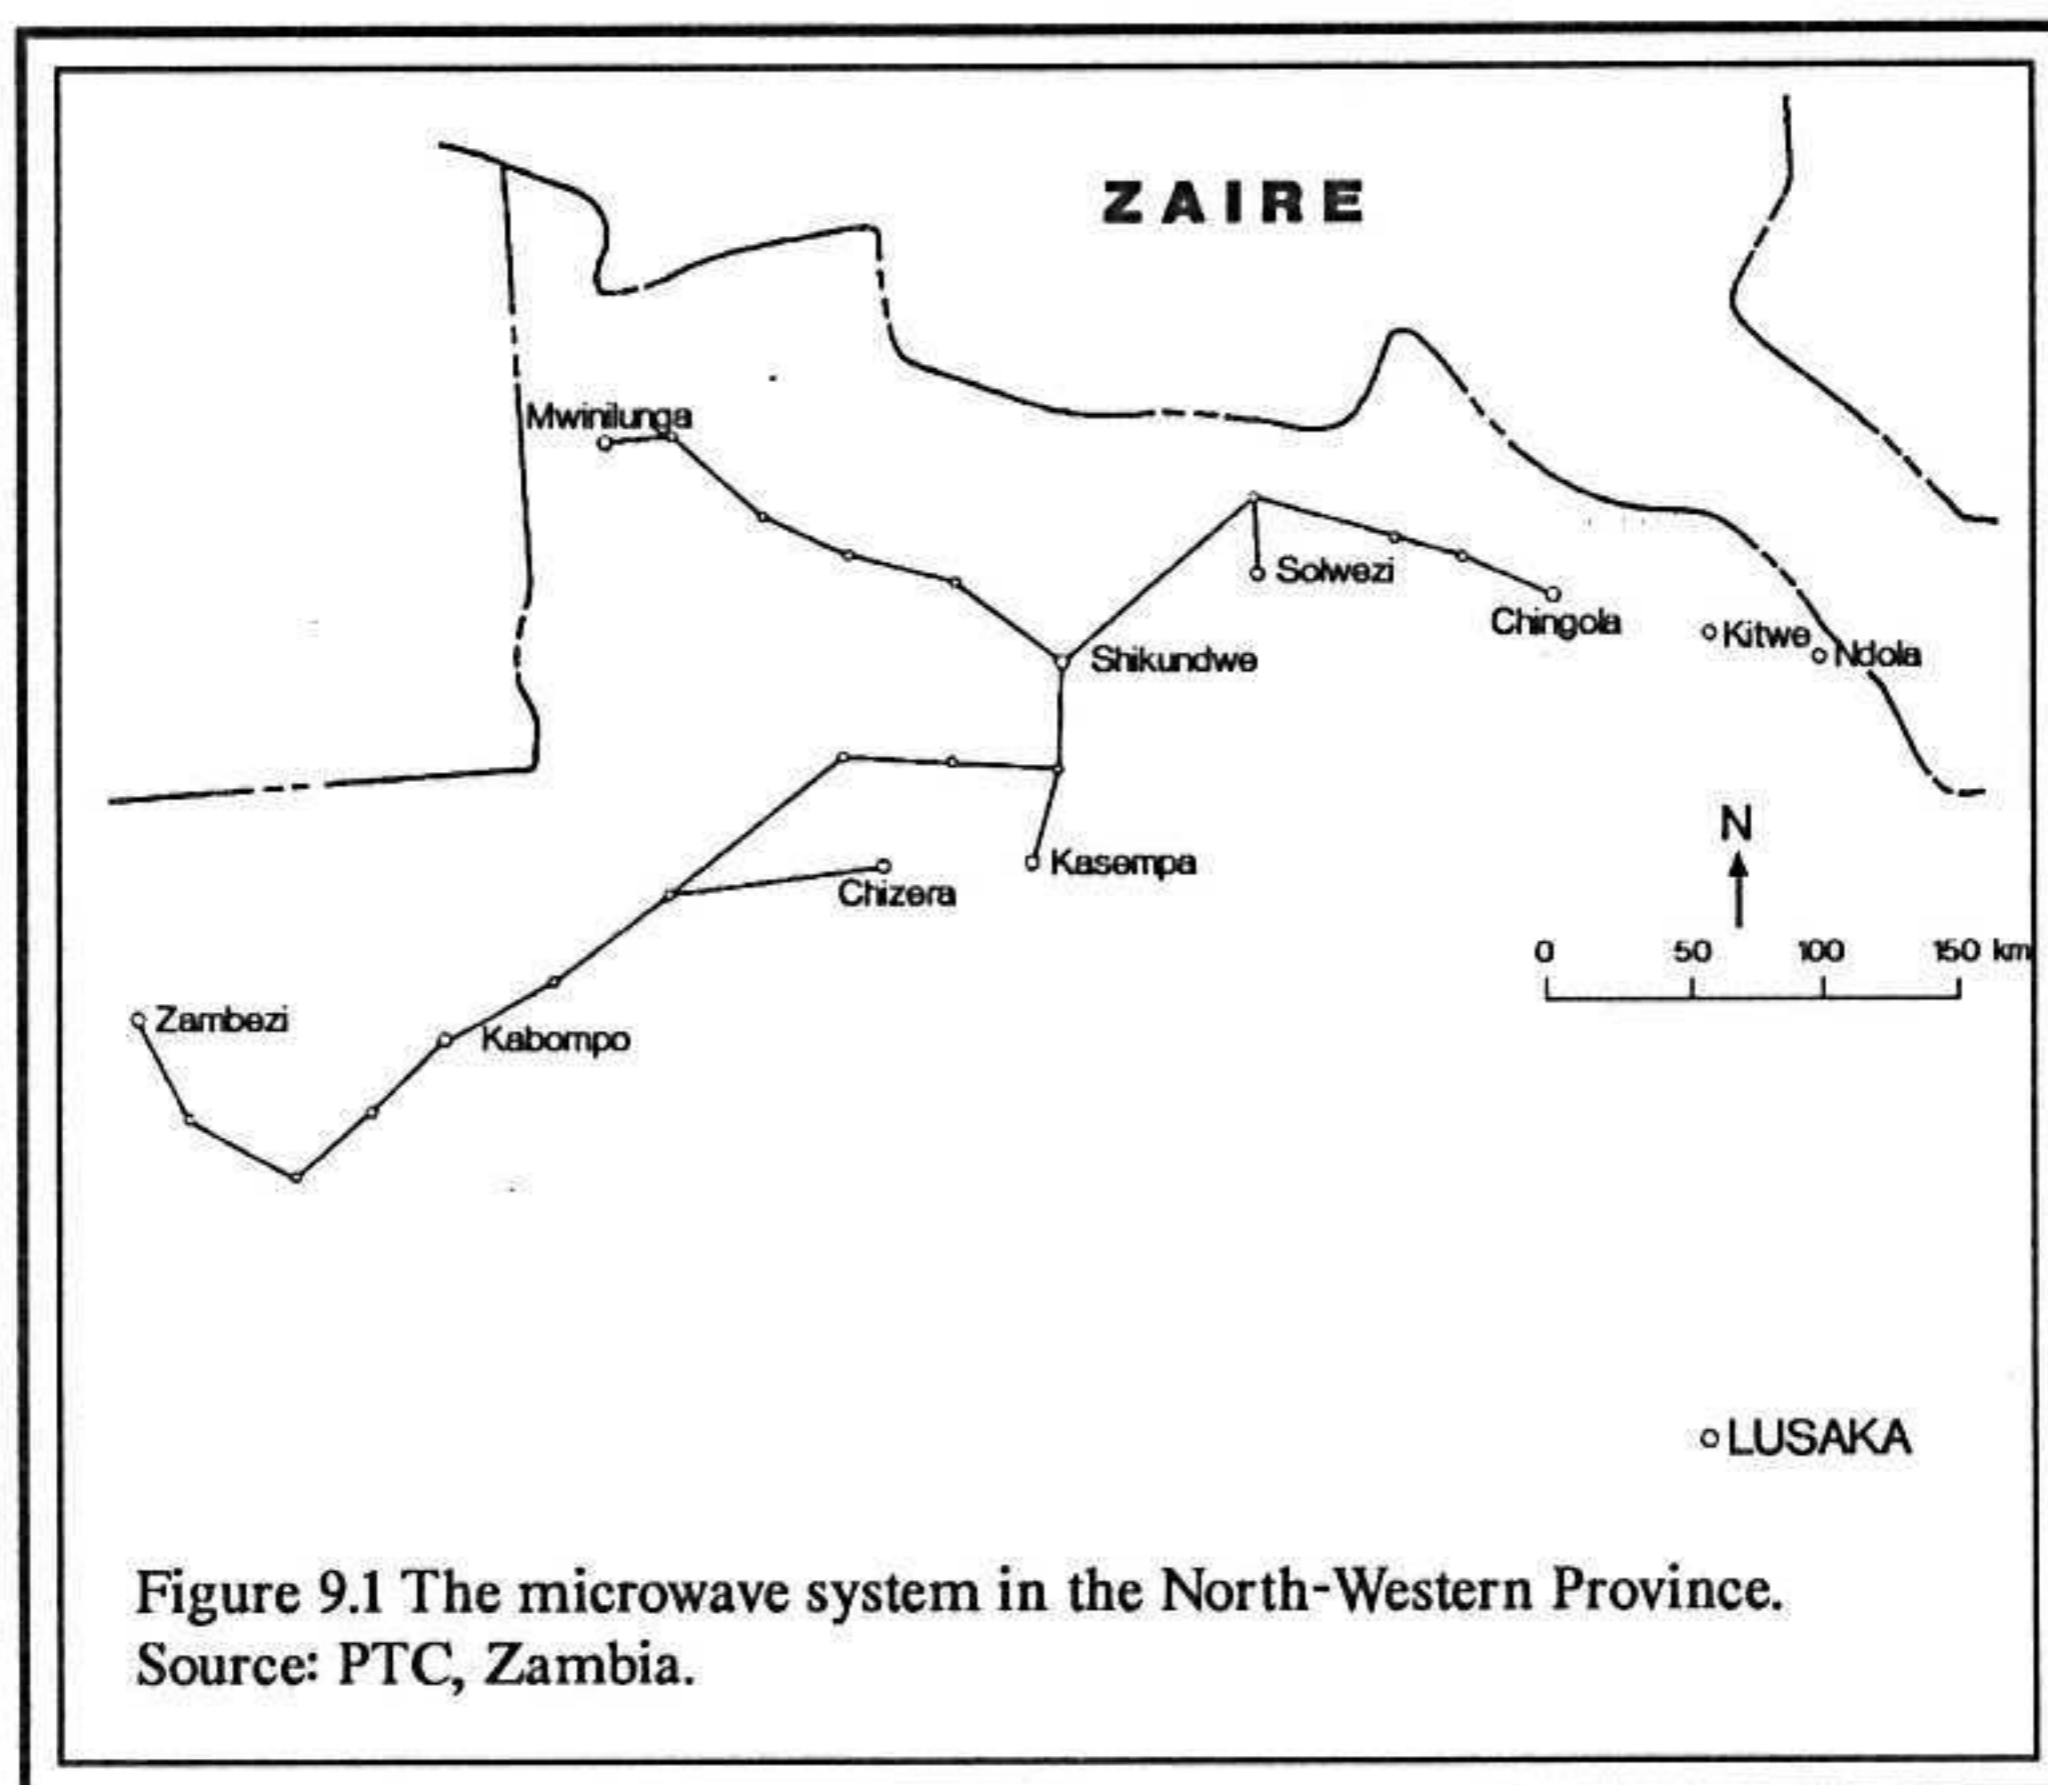 ZAIRE
Mwinilunga
Solwezi
Chingola
Kitwe
Ndola
Shikundwe
N
Kasempa
Chizera
0 50 100 150 km
Zambezi
Kabompo
LUSAKA
Figure 9.1 The microwave system in the North-Western Province.
Source: PTC, Zambia.